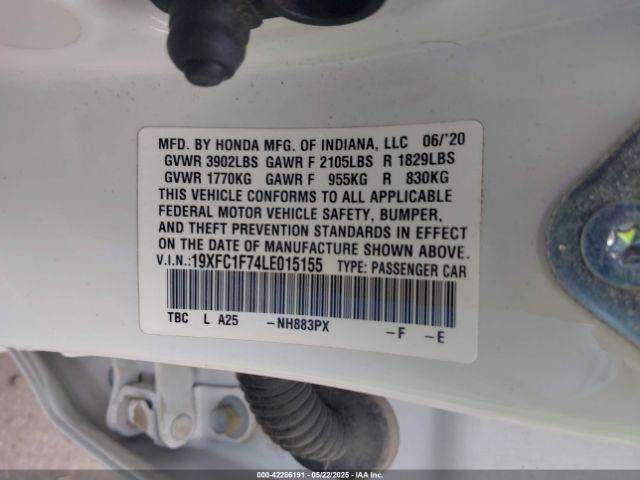 MFD. BY HONDA MFG. OF INDIANA, LLC 06/'20
GVWR 3902LBS GAWR F 2105LBS R 1829LBS
GVWR 1770KG GAWR F 955KG R 830KG
THIS VEHICLE CONFORMS TO ALL APPLICABLE
FEDERAL MOTOR VEHICLE SAFETY, BUMPER,
AND THEFT PREVENTION STANDARDS IN EFFECT
ON THE DATE OF MANUFACTURE SHOWN ABOVE.
V.I.N.:19XFC1F74LE015155 TYPE: PASSENGER CAR
TBC L A25 -NH883PX -F -E
000-42286191 - 05/22/2025 - IAAI.COM